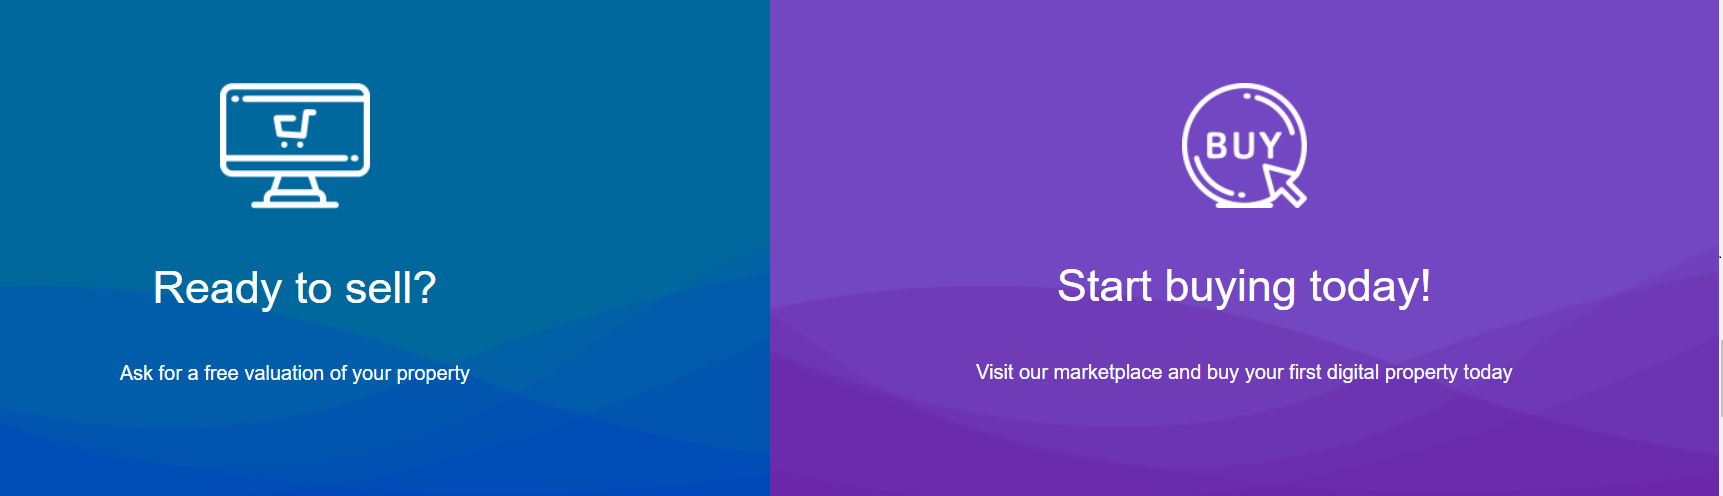 Ready to sell?
Ask for a free valuation of your property
BUY
Start buying today!
Visit our marketplace and buy your first digital property today